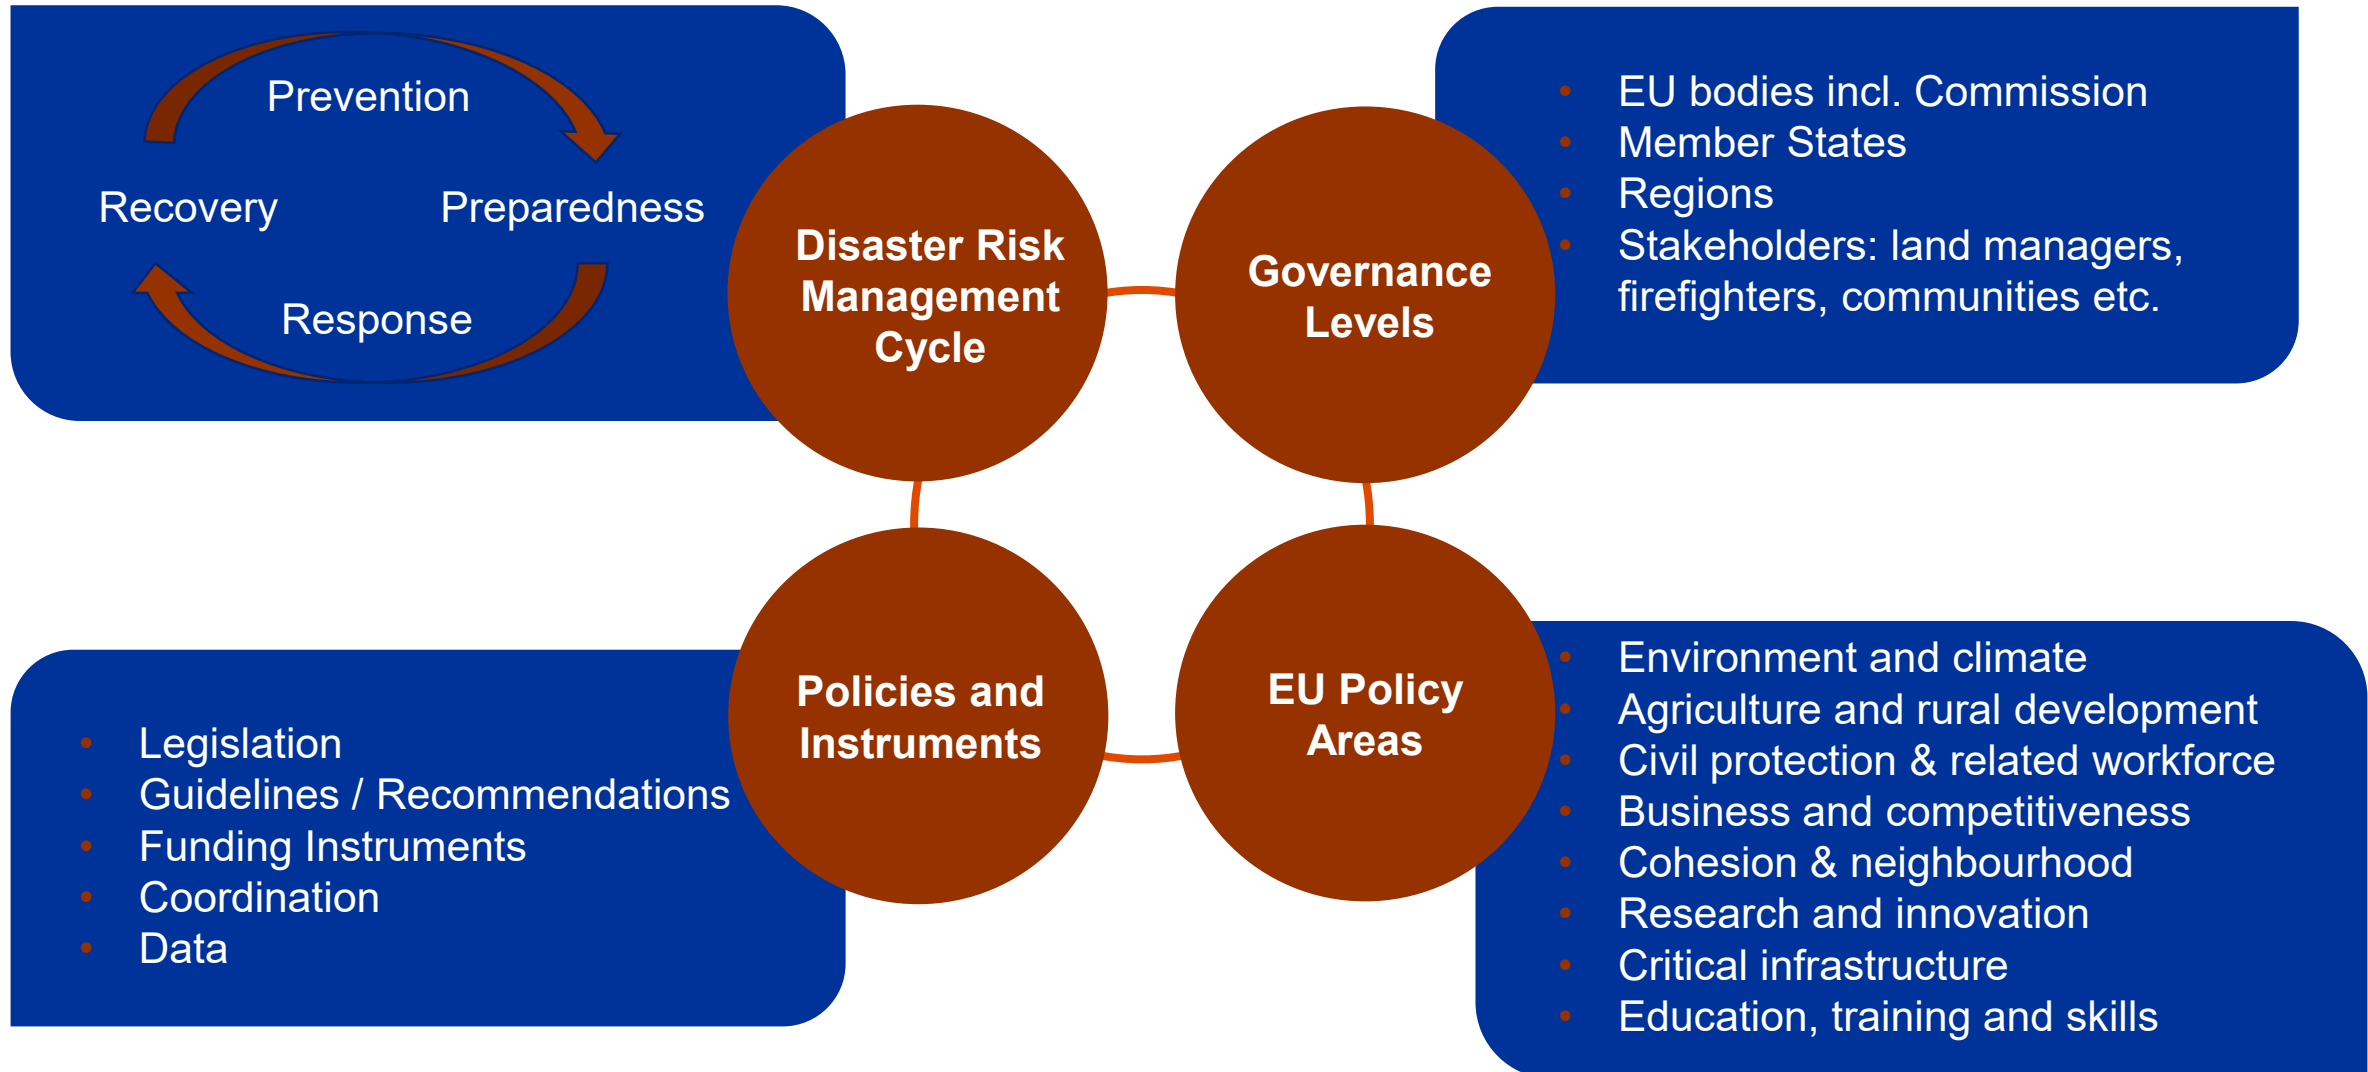 Prevention
Recovery
Preparedness
Response
Disaster Risk
Management
Cycle
Governance
Levels
• EU bodies incl. Commission
• Member States
• Regions
• Stakeholders: land managers,
firefighters, communities etc.
Policies and
Instruments
• Legislation
• Guidelines / Recommendations
• Funding Instruments
• Coordination
• Data
EU Policy
Areas
• Environment and climate
• Agriculture and rural development
• Civil protection & related workforce
• Business and competitiveness
• Cohesion & neighbourhood
• Research and innovation
• Critical infrastructure
• Education, training and skills